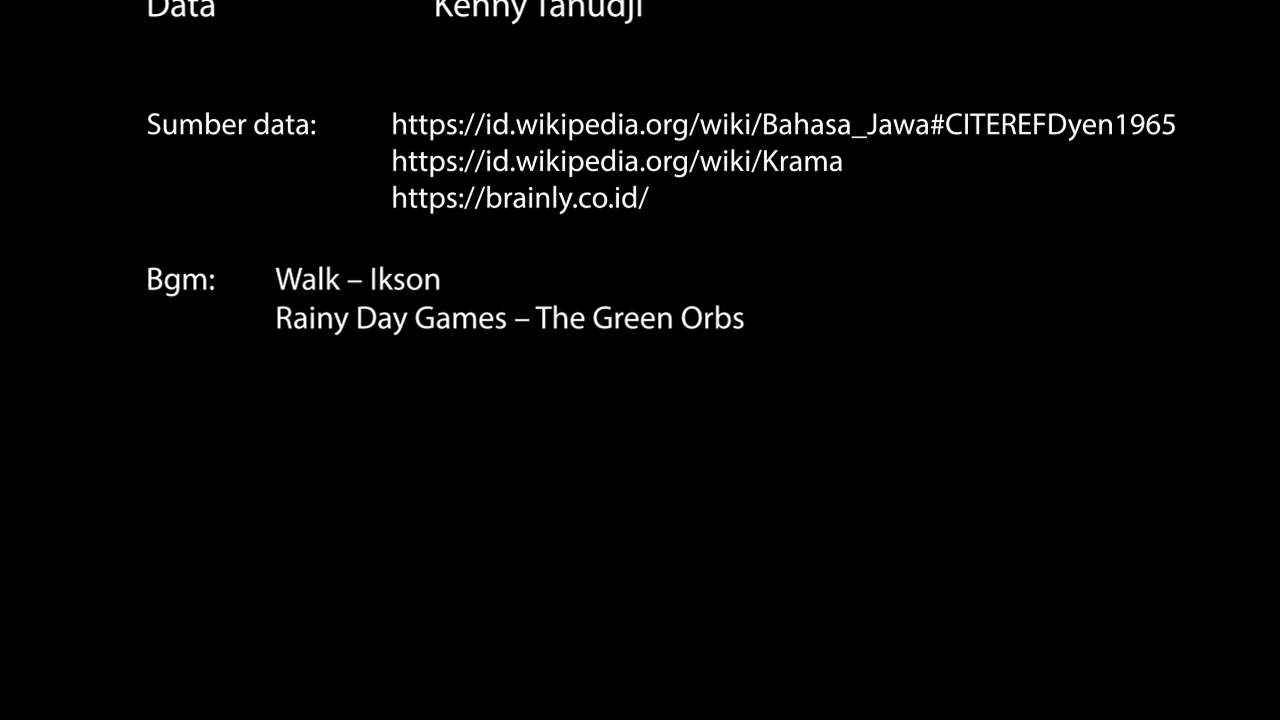 Data Kenny Tanudji
Sumber data: https://id.wikipedia.org/wiki/Bahasa_Jawa#CITEREFDyen1965
https://id.wikipedia.org/wiki/Krama
https://brainly.co.id/
Bgm: Walk – Ikson
Rainy Day Games – The Green Orbs